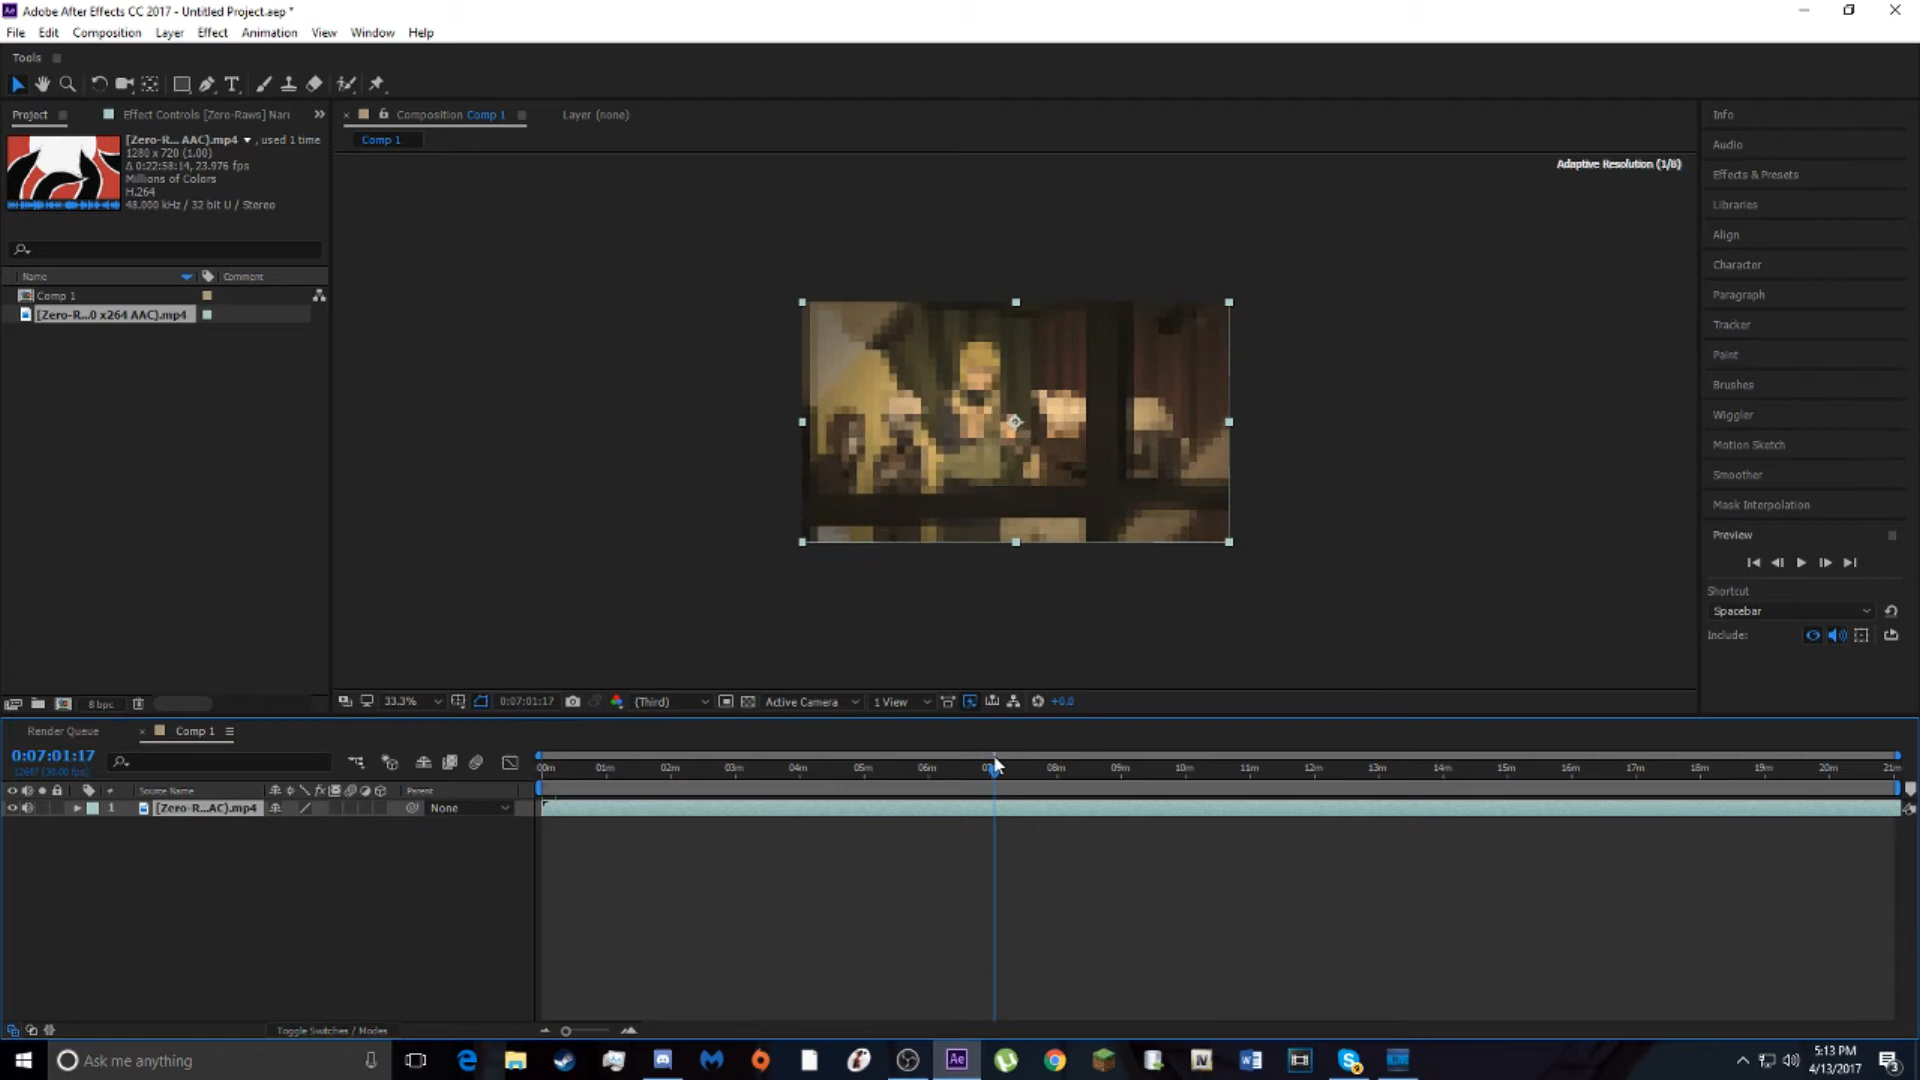 Adobe After Effects CC 2017 - Untitled Project.aep *
File Edit Composition Layer Effect Animation View Window Help
Tools
Project Effect Controls [Zero-Raws] Nari
Composition Comp 1 Layer (none)
Comp 1
[Zero-R... AAC).mp4 , used 1 time
1280 x 720 (1.00)
Δ 0:22:58:14, 23.976 fps
Millions of Colors
H.264
48.000 kHz / 32 bit U / Stereo
Name Comment
Comp 1
[Zero-R...0 x264 AAC).mp4
Adaptive Resolution (1/8)
Info
Audio
Effects & Presets
Libraries
Align
Character
Paragraph
Tracker
Paint
Brushes
Wiggler
Motion Sketch
Smoother
Mask Interpolation
Preview
Shortcut
Spacebar
Include:
8 bpc
33.3% 0:07:01:17 (Third) Active Camera 1 View +0.0
Render Queue Comp 1
0:07:01:17
12647 (30.00 fps)
00m 01m 02m 03m 04m 05m 06m 07 08m 09m 10m 11m 12m 13m 14m 15m 16m 17m 18m 19m 20m 21m
# Source Name fx Parent
1 [Zero-R...AC).mp4 None
Toggle Switches / Modes
Ask me anything
Ae
IV
5:13 PM
4/13/2017
3